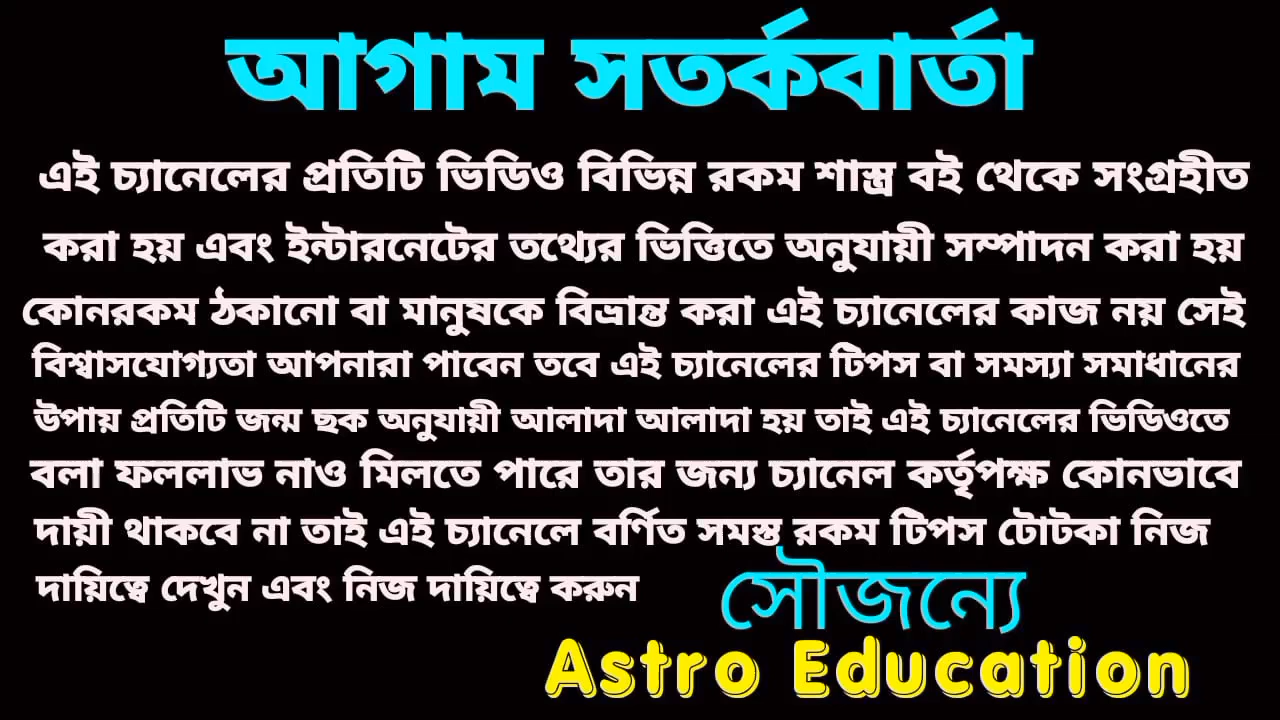 আগাম সতর্কবার্তা
এই চ্যানেলের প্রতিটি ভিডিও বিভিন্ন রকম শাস্ত্র বই থেকে সংগ্রহীত
করা হয় এবং ইন্টারনেটের তথ্যের ভিত্তিতে অনুযায়ী সম্পাদন করা হয়
কোনরকম ঠকানো বা মানুষকে বিভ্রান্ত করা এই চ্যানেলের কাজ নয় সেই
বিশ্বাসযোগ্যতা আপনারা পাবেন তবে এই চ্যানেলের টিপস বা সমস্যা সমাধানের
উপায় প্রতিটি জন্ম ছক অনুযায়ী আলাদা আলাদা হয় তাই এই চ্যানেলের ভিডিওতে
বলা ফললাভ নাও মিলতে পারে তার জন্য চ্যানেল কর্তৃপক্ষ কোনভাবে
দায়ী থাকবে না তাই এই চ্যানেলে বর্ণিত সমস্ত রকম টিপস টোটকা নিজ
দায়িত্বে দেখুন এবং নিজ দায়িত্বে করুন
সৌজন্যে
Astro Education